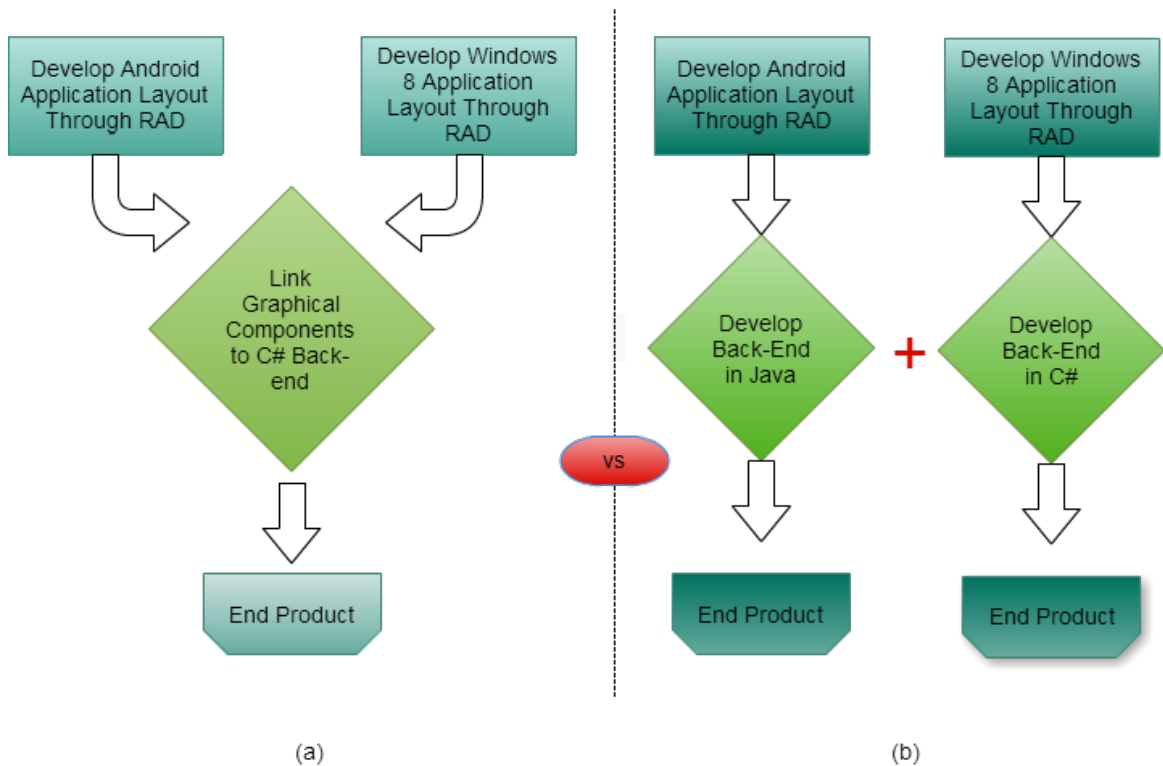 Develop Android
Application Layout
Through RAD
Develop Windows
8 Application
Layout Through
RAD
Link
Graphical
Components
to C# Back-
end
End Product
(a)
vs
Develop Android
Application Layout
Through RAD
Develop Windows
8 Application
Layout Through
RAD
Develop
Back-End
in Java
+
Develop
Back-End
in C#
End Product
End Product
(b)